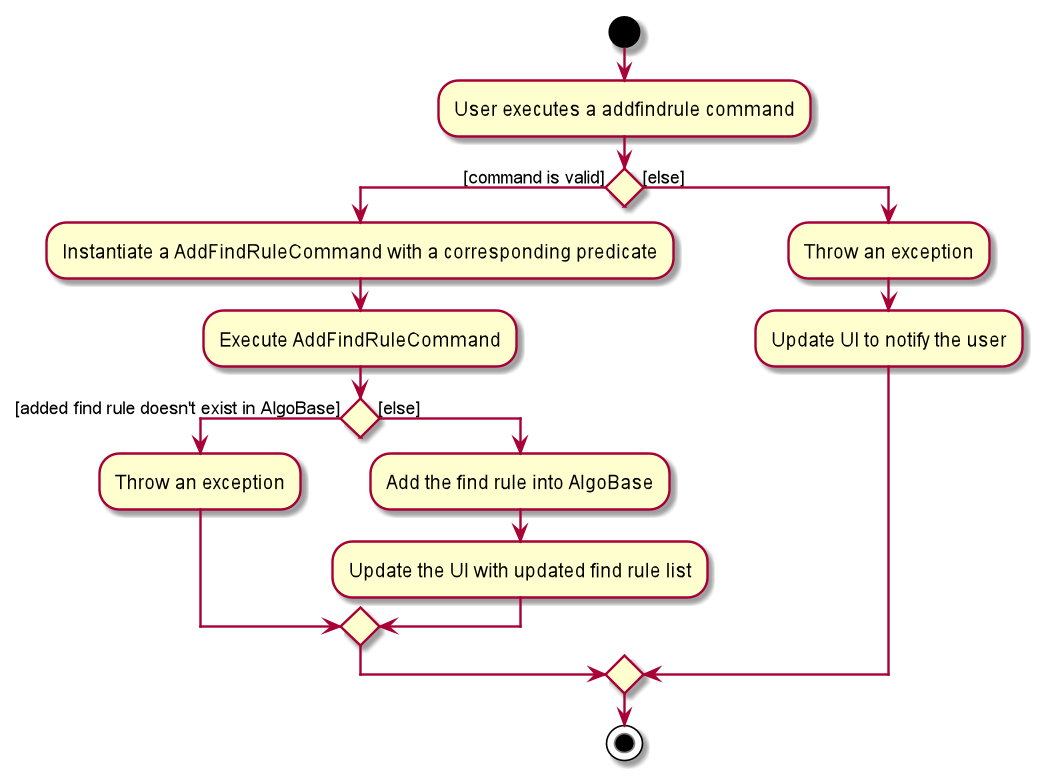 User executes a addfindrule command
[command is valid]
[else]
Instantiate a AddFindRuleCommand with a corresponding predicate
Throw an exception
Execute AddFindRuleCommand
Update UI to notify the user
[added find rule doesn't exist in AlgoBase]
[else]
Throw an exception
Add the find rule into AlgoBase
Update the UI with updated find rule list